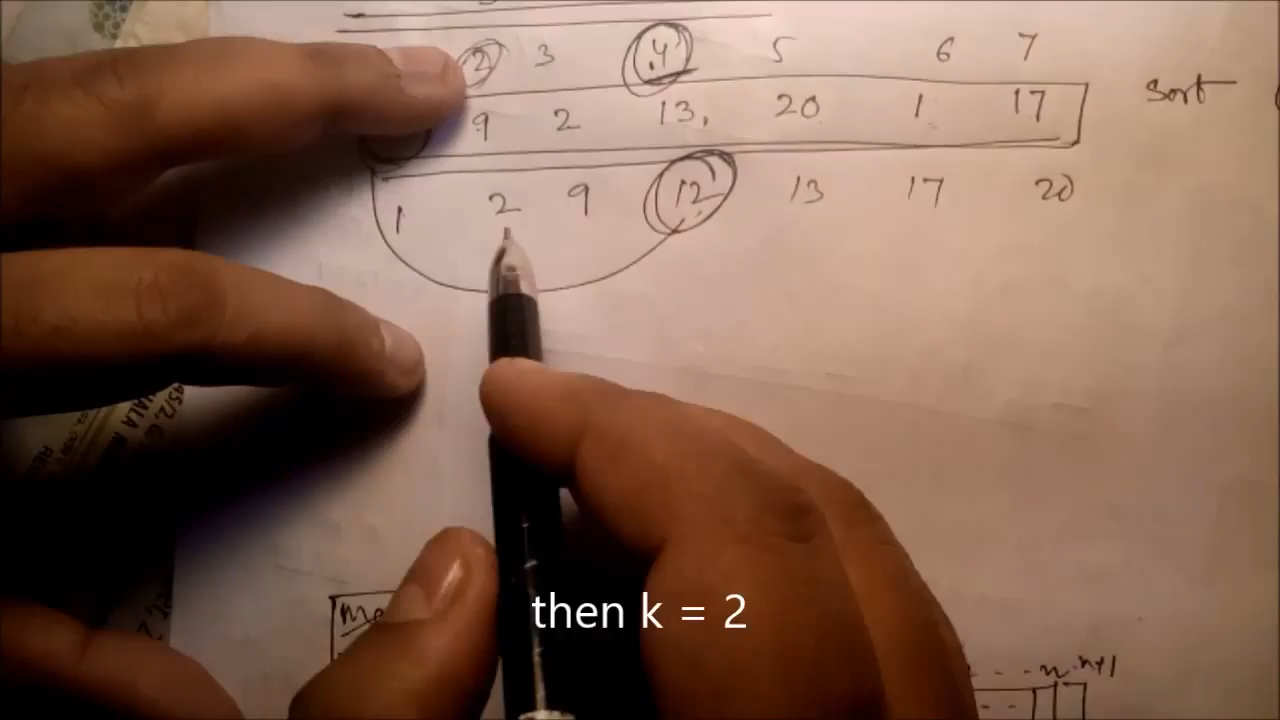 2 3 4 5 6 7
9 2 13, 20 1 17 Sort
1 2 9 12 13 17 20
then k = 2
n n+1